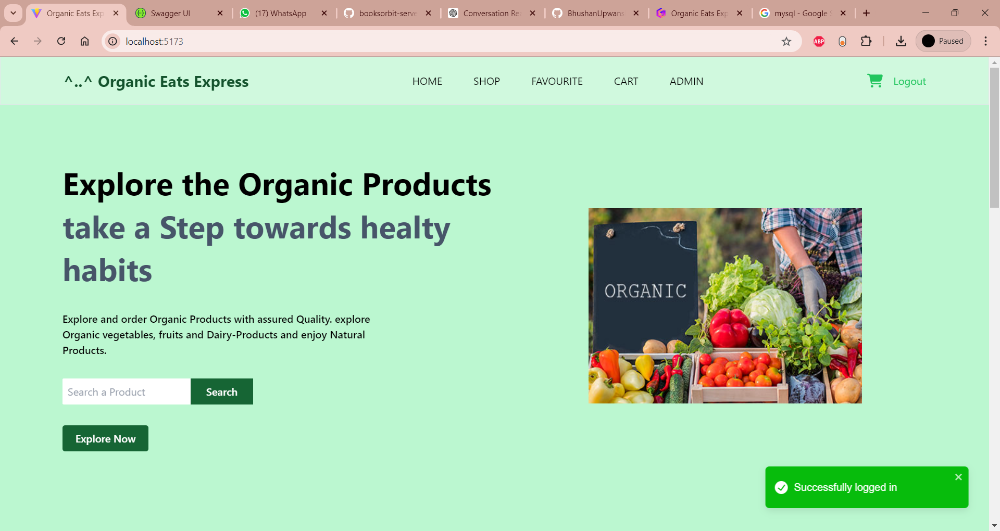 Organic Eats Exp
Swagger UI
(17) WhatsApp
booksorbit-serve
Conversation Rea
BhushanUpwans
Organic Eats Exp
mysql - Google S
localhost:5173
ABP
Paused
^..^ Organic Eats Express
HOME
SHOP
FAVOURITE
CART
ADMIN
Logout
Explore the Organic Products
take a Step towards healty
habits
ORGANIC
Explore and order Organic Products with assured Quality. explore
Organic vegetables, fruits and Dairy-Products and enjoy Natural
Products.
Search a Product
Search
Explore Now
Successfully logged in